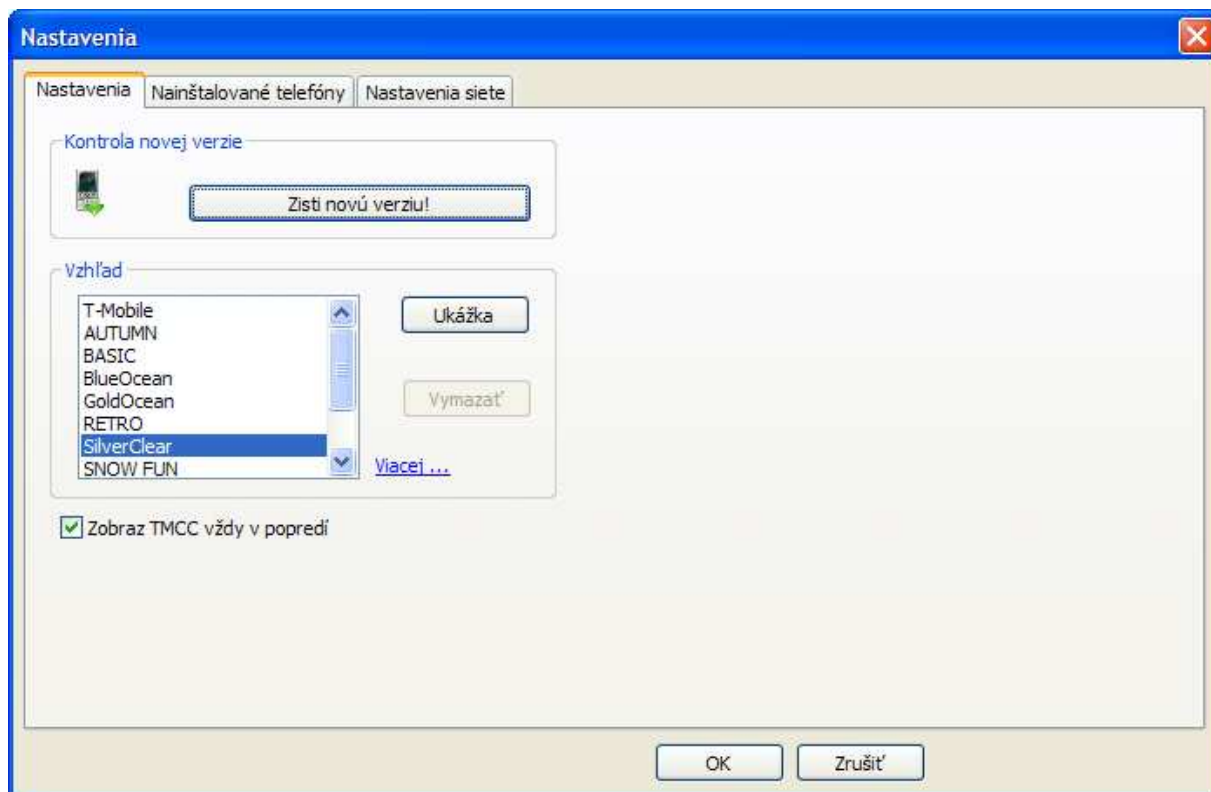 Nastavenia
Nastavenia Nainštalované telefóny Nastavenia siete
Kontrola novej verzie
Zisti novú verziu!
Vzhľad
T-Mobile
AUTUMN
BASIC
BlueOcean
GoldOcean
RETRO
SilverClear
SNOW FUN
Ukážka
Vymazať
Viacej ...
Zobraz TMCC vždy v popredí
OK Zrušiť